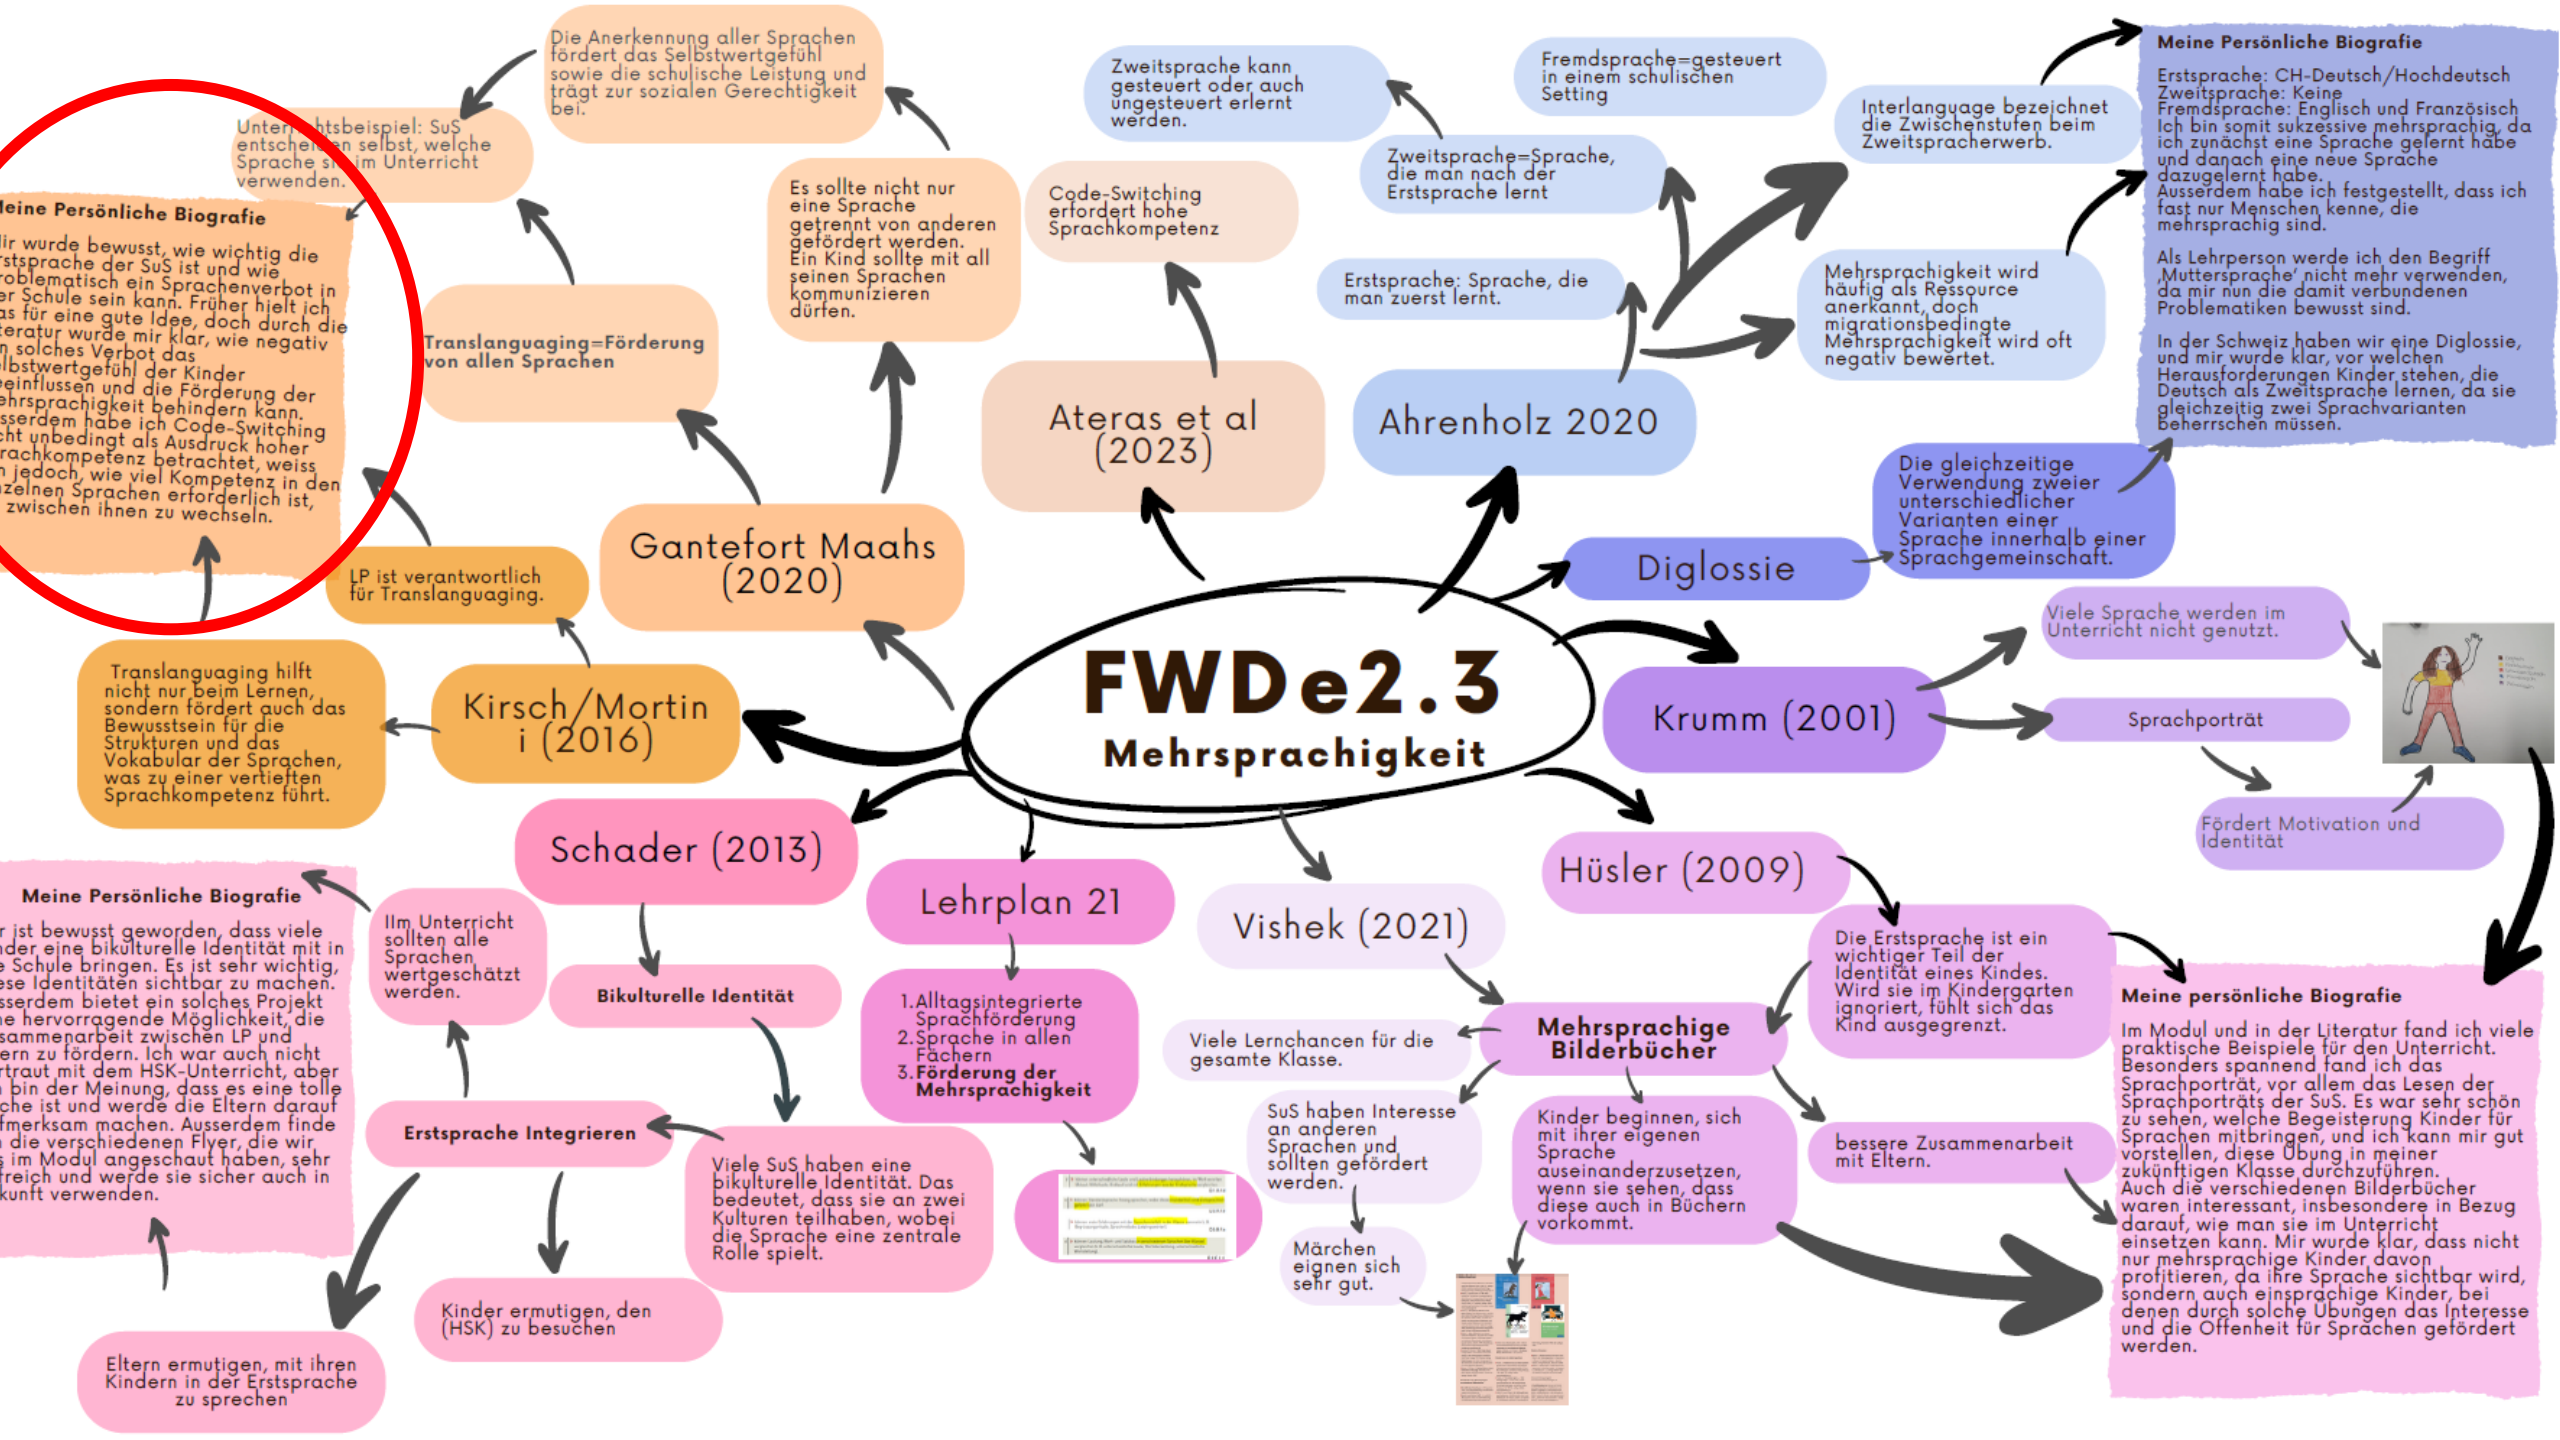 Die Anerkennung aller Sprachen
fördert das Selbstwertgefühl
sowie die schulische Leistung und
trägt zur sozialen Gerechtigkeit
bei.
Unterrichtsbeispiel: SuS
entscheiden selbst, welche
Sprache sie im Unterricht
verwenden.
Meine Persönliche Biografie
Mir wurde bewusst, wie wichtig die
Erstsprache der SuS ist und wie
problematisch ein Sprachenverbot in
der Schule sein kann. Früher hielt ich
das für eine gute Idee, doch durch die
Literatur wurde mir klar, wie negativ
ein solches Verbot das
Selbstwertgefühl der Kinder
beeinflussen und die Förderung der
Mehrsprachigkeit behindern kann.
Ausserdem habe ich Code-Switching
nicht unbedingt als Ausdruck hoher
Sprachkompetenz betrachtet, weiss
jedoch, wie viel Kompetenz in den
einzelnen Sprachen erforderlich ist,
zwischen ihnen zu wechseln.
Translanguaging=Förderung
von allen Sprachen
Es sollte nicht nur
eine Sprache
getrennt von anderen
gefördert werden.
Ein Kind sollte mit all
seinen Sprachen
kommunizieren
dürfen.
Gantefort Maahs
(2020)
LP ist verantwortlich
für Translanguaging.
Translanguaging hilft
nicht nur beim Lernen,
sondern fördert auch das
Bewusstsein für die
Strukturen und das
Vokabular der Sprachen,
was zu einer vertieften
Sprachkompetenz führt.
Kirsch/Mortin
i (2016)
Code-Switching
erfordert hohe
Sprachkompetenz
Ateras et al
(2023)
Zweitsprache kann
gesteuert oder auch
ungesteuert erlernt
werden.
Fremdsprache=gesteuert
in einem schulischen
Setting
Zweitsprache=Sprache,
die man nach der
Erstsprache lernt
Erstsprache: Sprache, die
man zuerst lernt.
Ahrenholz 2020
Interlanguage bezeichnet
die Zwischenstufen beim
Zweitspracherwerb.
Mehrsprachigkeit wird
häufig als Ressource
anerkannt, doch
migrationsbedingte
Mehrsprachigkeit wird oft
negativ bewertet.
Meine Persönliche Biografie
Erstsprache: CH-Deutsch/Hochdeutsch
Zweitsprache: Keine
Fremdsprache: Englisch und Französisch
Ich bin somit sukzessive mehrsprachig, da
ich zunächst eine Sprache gelernt habe
und danach eine neue Sprache
dazugelernt habe.
Ausserdem habe ich festgestellt, dass ich
fast nur Menschen kenne, die
mehrsprachig sind.
Als Lehrperson werde ich den Begriff
‚Muttersprache' nicht mehr verwenden,
da mir nun die damit verbundenen
Problematiken bewusst sind.
In der Schweiz haben wir eine Diglossie,
und mir wurde klar, vor welchen
Herausforderungen Kinder stehen, die
Deutsch als Zweitsprache lernen, da sie
gleichzeitig zwei Sprachvarianten
beherrschen müssen.
Diglossie
Die gleichzeitige
Verwendung zweier
unterschiedlicher
Varianten einer
Sprache innerhalb einer
Sprachgemeinschaft.
FWDe2.3
Mehrsprachigkeit
Krumm (2001)
Viele Sprache werden im
Unterricht nicht genutzt.
Sprachporträt
Fördert Motivation und
Identität
Schader (2013)
Bikulturelle Identität
Viele SuS haben eine
bikulturelle Identität. Das
bedeutet, dass sie an zwei
Kulturen teilhaben, wobei
die Sprache eine zentrale
Rolle spielt.
Erstsprache Integrieren
IIm Unterricht
sollten alle
Sprachen
wertgeschätzt
werden.
Kinder ermutigen, den
(HSK) zu besuchen
Eltern ermutigen, mit ihren
Kindern in der Erstsprache
zu sprechen
Meine Persönliche Biografie
ist bewusst geworden, dass viele
Kinder eine bikulturelle Identität mit in
Schule bringen. Es ist sehr wichtig,
diese Identitäten sichtbar zu machen.
Ausserdem bietet ein solches Projekt
eine hervorragende Möglichkeit, die
Zusammenarbeit zwischen LP und
Eltern zu fördern. Ich war auch nicht
vertraut mit dem HSK-Unterricht, aber
bin der Meinung, dass es eine tolle
Sache ist und werde die Eltern darauf
aufmerksam machen. Ausserdem finde
die verschiedenen Flyer, die wir
im Modul angeschaut haben, sehr
hilfreich und werde sie sicher auch in
Zukunft verwenden.
Lehrplan 21
1. Alltagsintegrierte
Sprachförderung
2. Sprache in allen
Fächern
3. Förderung der
Mehrsprachigkeit
Vishek (2021)
Viele Lernchancen für die
gesamte Klasse.
SuS haben Interesse
an anderen
Sprachen und
sollten gefördert
werden.
Märchen
eignen sich
sehr gut.
Hüsler (2009)
Die Erstsprache ist ein
wichtiger Teil der
Identität eines Kindes.
Wird sie im Kindergarten
ignoriert, fühlt sich das
Kind ausgegrenzt.
Mehrsprachige
Bilderbücher
Kinder beginnen, sich
mit ihrer eigenen
Sprache
auseinanderzusetzen,
wenn sie sehen, dass
diese auch in Büchern
vorkommt.
bessere Zusammenarbeit
mit Eltern.
Meine persönliche Biografie
Im Modul und in der Literatur fand ich viele
praktische Beispiele für den Unterricht.
Besonders spannend fand ich das
Sprachporträt, vor allem das Lesen der
Sprachporträts der SuS. Es war sehr schön
zu sehen, welche Begeisterung Kinder für
Sprachen mitbringen, und ich kann mir gut
vorstellen, diese Übung in meiner
zukünftigen Klasse durchzuführen.
Auch die verschiedenen Bilderbücher
waren interessant, insbesondere in Bezug
darauf, wie man sie im Unterricht
einsetzen kann. Mir wurde klar, dass nicht
nur mehrsprachige Kinder davon
profitieren, da ihre Sprache sichtbar wird,
sondern auch einsprachige Kinder, bei
denen durch solche Übungen das Interesse
und die Offenheit für Sprachen gefördert
werden.